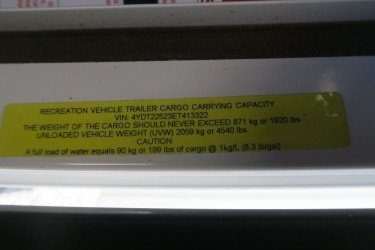 RECREATION VEHICLE TRAILER CARGO CARRYING CAPACITY
VIN: 4YDT22523ET413322
THE WEIGHT OF THE CARGO SHOULD NEVER EXCEED 871 kg or 1920 lbs
UNLOADED VEHICLE WEIGHT (UVW) 2059 kg or 4540 lbs
CAUTION:
A full load of water equals 90 kg or 199 lbs of cargo @ 1kg/L (8.3 lb/gal)